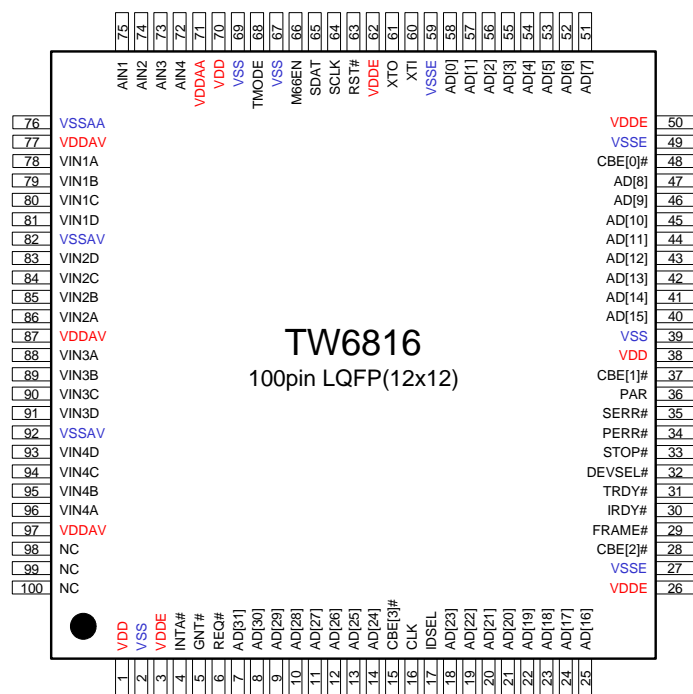 75 74 73 72 71 70 69 68 67 66 65 64 63 62 61 60 59 58 57 56 55 54 53 52 51
AIN1 AIN2 AIN3 AIN4 VDDAA VDD VSS TMODE VSS M66EN SDAT SCLK RST# VDDE XTO XTI VSSE AD[0] AD[1] AD[2] AD[3] AD[4] AD[5] AD[6] AD[7]
76 VSSAA VDDE 50
77 VDDAV VSSE 49
78 VIN1A CBE[0]# 48
79 VIN1B AD[8] 47
80 VIN1C AD[9] 46
81 VIN1D AD[10] 45
82 VSSAV AD[11] 44
83 VIN2D AD[12] 43
84 VIN2C AD[13] 42
85 VIN2B AD[14] 41
86 VIN2A AD[15] 40
87 VDDAV VSS 39
88 VIN3A VDD 38
89 VIN3B CBE[1]# 37
90 VIN3C PAR 36
91 VIN3D SERR# 35
92 VSSAV PERR# 34
93 VIN4D STOP# 33
94 VIN4C DEVSEL# 32
95 VIN4B TRDY# 31
96 VIN4A IRDY# 30
97 VDDAV FRAME# 29
98 NC CBE[2]# 28
99 NC VSSE 27
100 NC VDDE 26
TW6816
100pin LQFP(12x12)
VDD VSS VDDE INTA# GNT# REQ# AD[31] AD[30] AD[29] AD[28] AD[27] AD[26] AD[25] AD[24] CBE[3]# CLK IDSEL AD[23] AD[22] AD[21] AD[20] AD[19] AD[18] AD[17] AD[16]
1 2 3 4 5 6 7 8 9 10 11 12 13 14 15 16 17 18 19 20 21 22 23 24 25